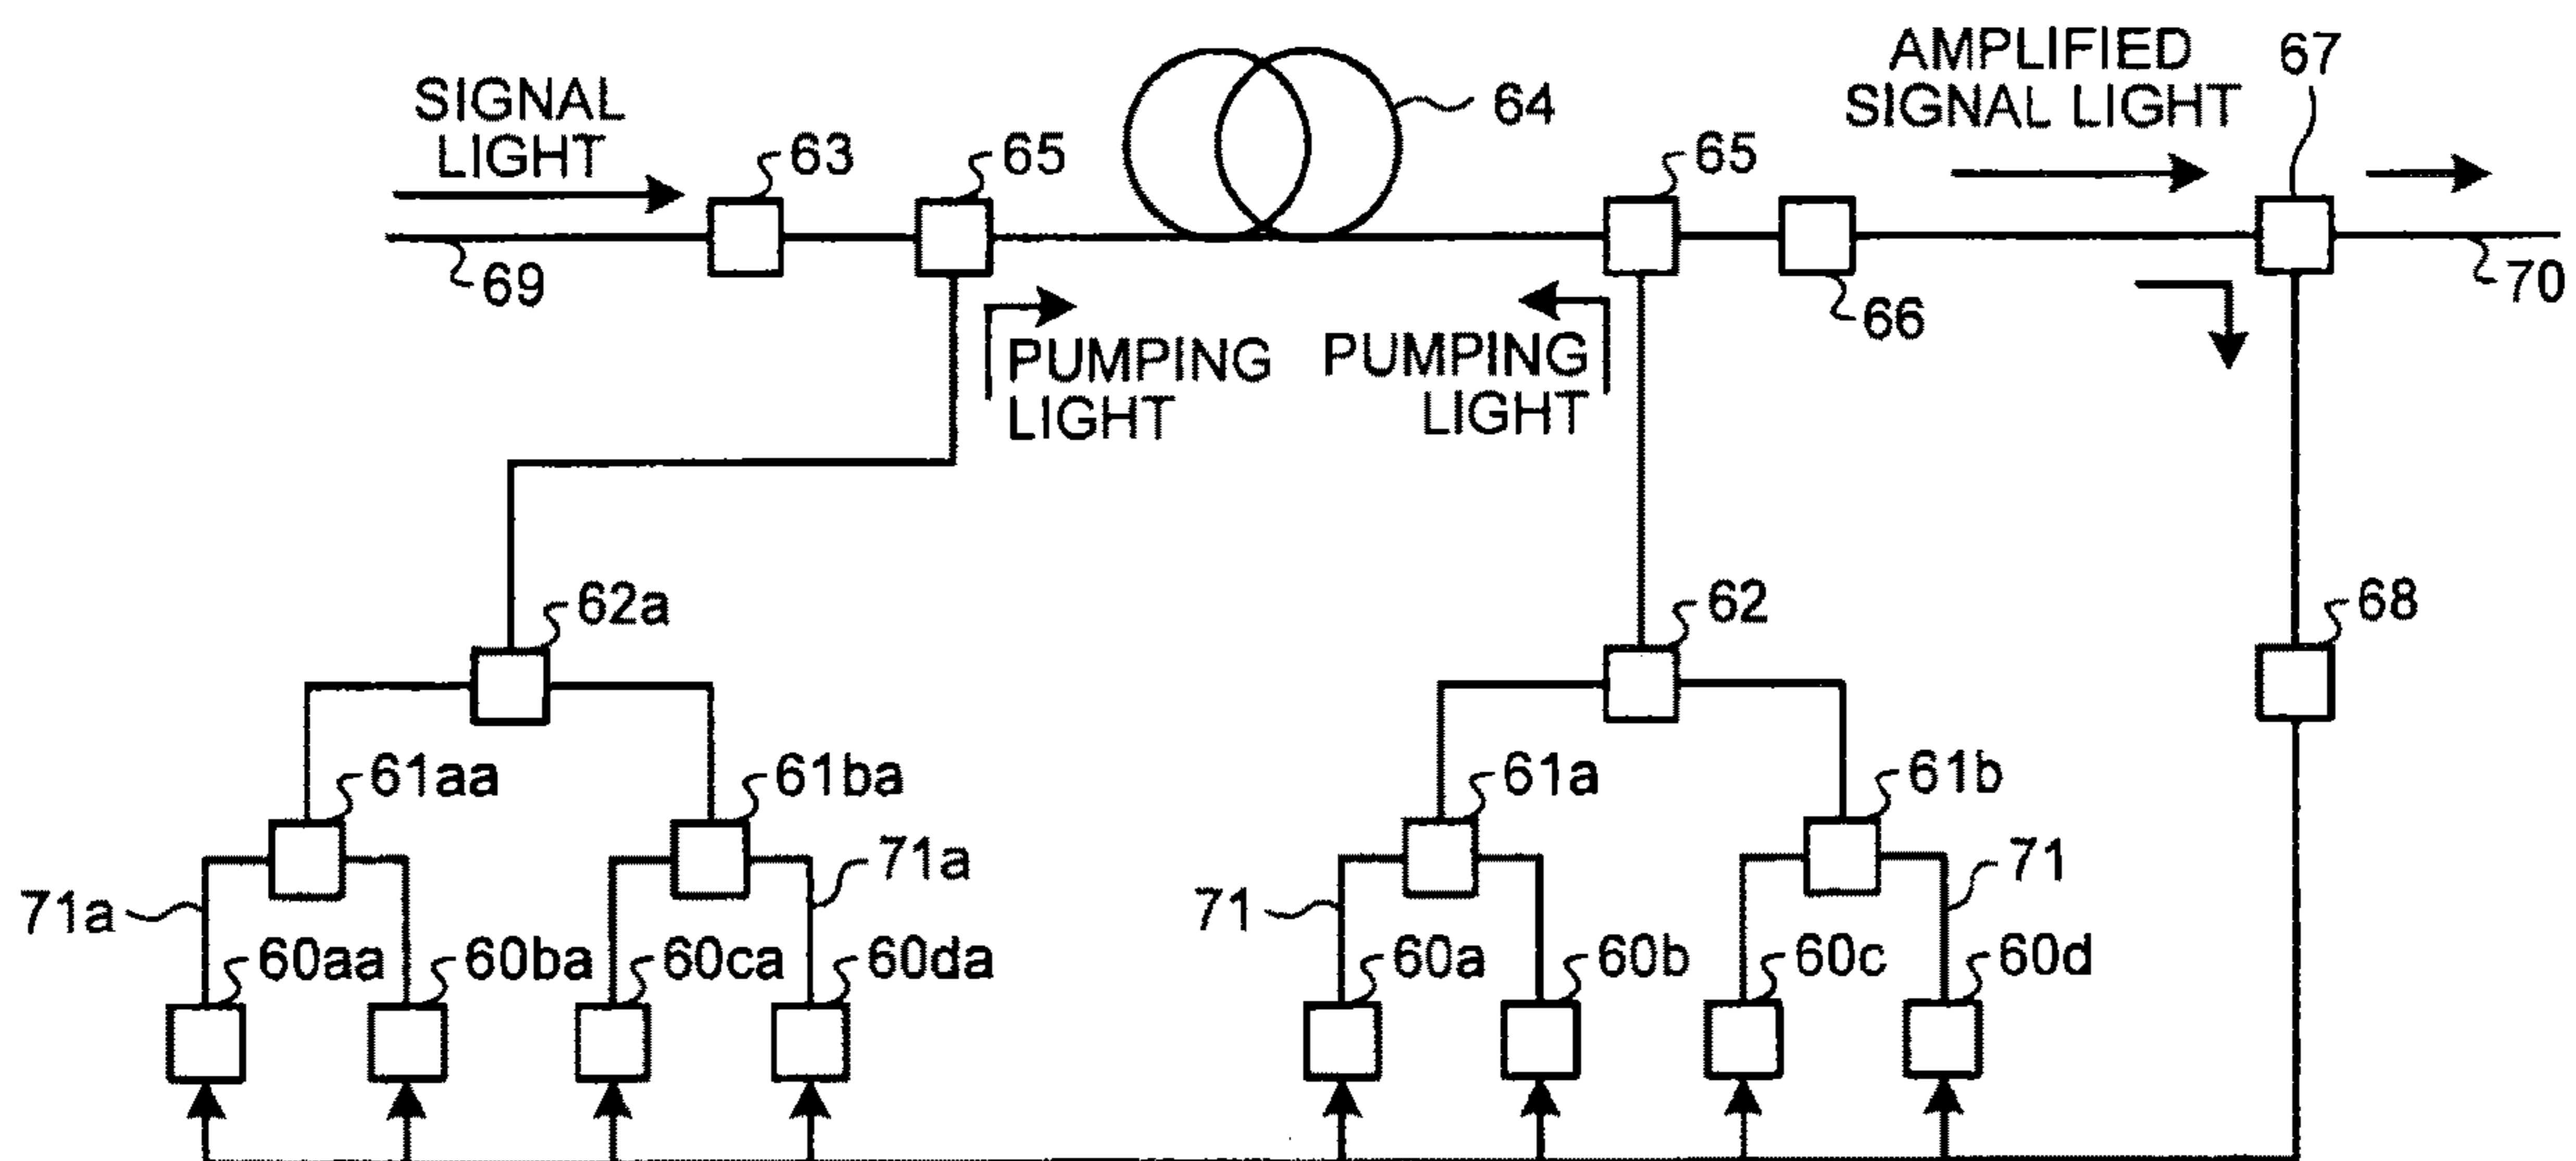 SIGNAL
LIGHT
AMPLIFIED
SIGNAL LIGHT
67
63
65
64
65
69
66
70
PUMPING
LIGHT
PUMPING
LIGHT
62a
62
68
61aa
61ba
61a
61b
71a
71a
71
71
60aa
60ba
60ca
60da
60a
60b
60c
60d